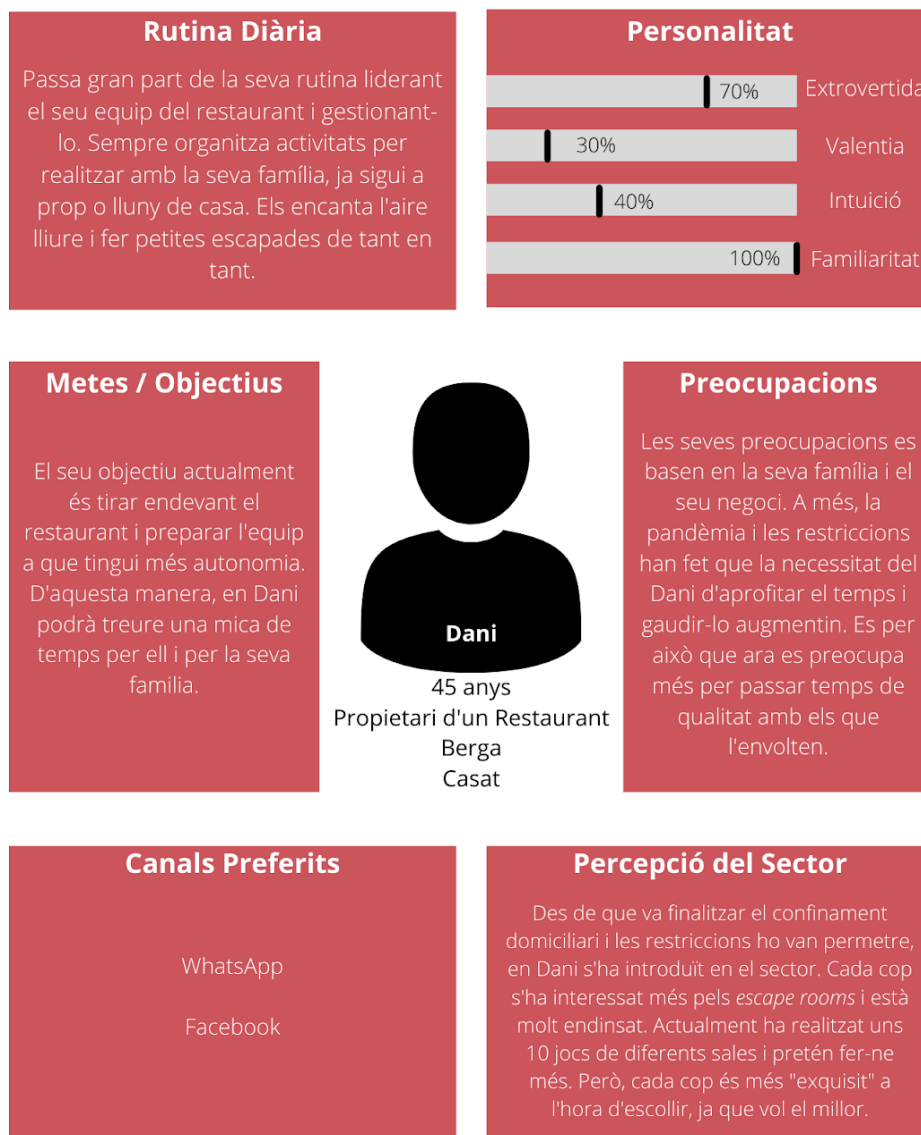 Rutina Diària
Passa gran part de la seva rutina liderant
el seu equip del restaurant i gestionant-
lo. Sempre organitza activitats per
realitzar amb la seva família, ja sigui a
prop o lluny de casa. Els encanta l'aire
lliure i fer petites escapades de tant en
tant.
Personalitat
70% Extrovertida
30% Valentia
40% Intuició
100% Familiaritat
Metes / Objectius
El seu objectiu actualment
és tirar endevant el
restaurant i preparar l'equip
a que tingui més autonomia.
D'aquesta manera, en Dani
podrà treure una mica de
temps per ell i per la seva
familia.
Dani
45 anys
Propietari d'un Restaurant
Berga
Casat
Preocupacions
Les seves preocupacions es
basen en la seva família i el
seu negoci. A més, la
pandèmia i les restriccions
han fet que la necessitat del
Dani d'aprofitar el temps i
gaudir-lo augmentin. Es per
això que ara es preocupa
més per passar temps de
qualitat amb els que
l'envolten.
Canals Preferits
WhatsApp
Facebook
Percepció del Sector
Des de que va finalitzar el confinament
domiciliari i les restriccions ho van permetre,
en Dani s'ha introduït en el sector. Cada cop
s'ha interessat més pels escape rooms i està
molt endinsat. Actualment ha realitzat uns
10 jocs de diferents sales i pretén fer-ne
més. Però, cada cop és més "exquisit" a
l'hora d'escollir, ja que vol el millor.